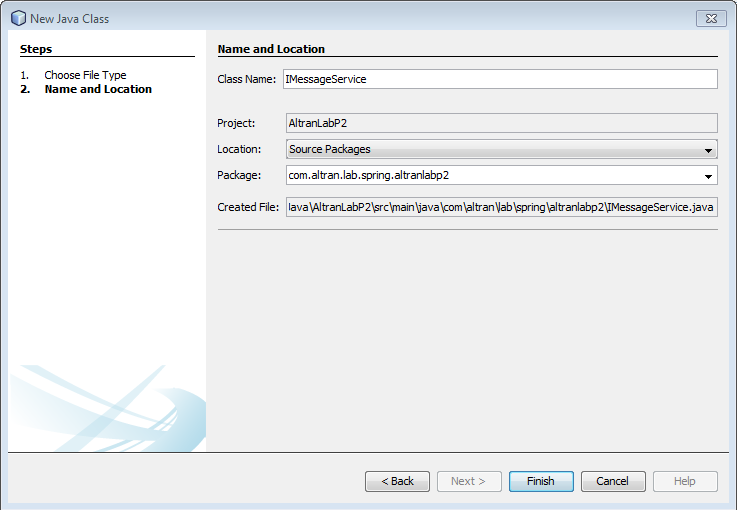 New Java Class
Steps
1. Choose File Type
2. Name and Location
Name and Location
Class Name: IMessageService
Project: AltranLabP2
Location: Source Packages
Package: com.altran.lab.spring.altranlabp2
Created File: lava\AltranLabP2\src\main\java\com\altran\lab\spring\altranlabp2\IMessageService.java
< Back Next > Finish Cancel Help